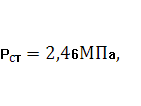 Pст = 2,46МПа,